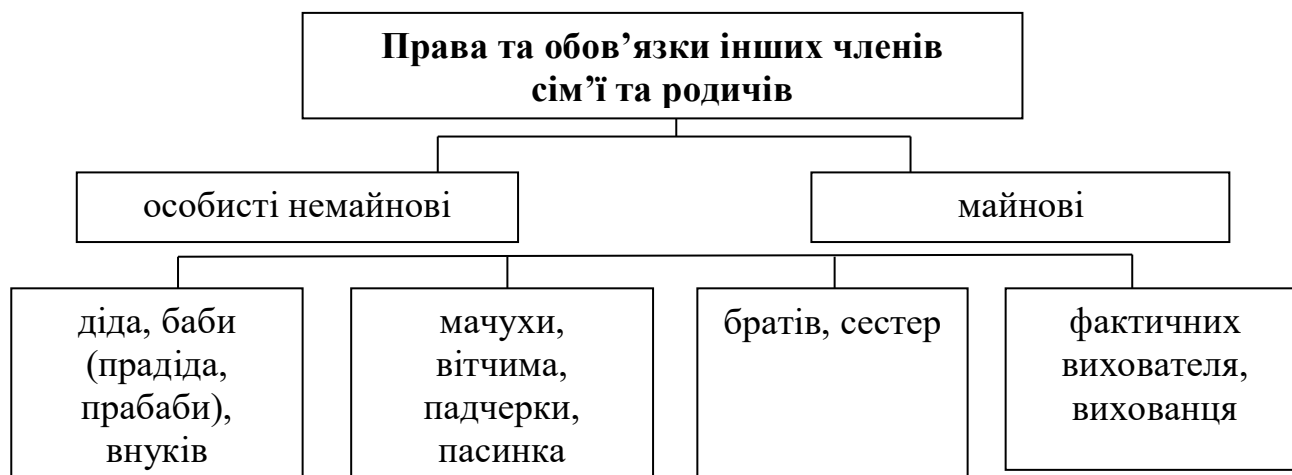 Права та обов’язки інших членів
сім’ї та родичів
особисті немайнові
майнові
діда, баби
(прадіда,
прабаби),
внуків
мачухи,
вітчима,
падчерки,
пасинка
братів, сестер
фактичних
вихователя,
вихованця